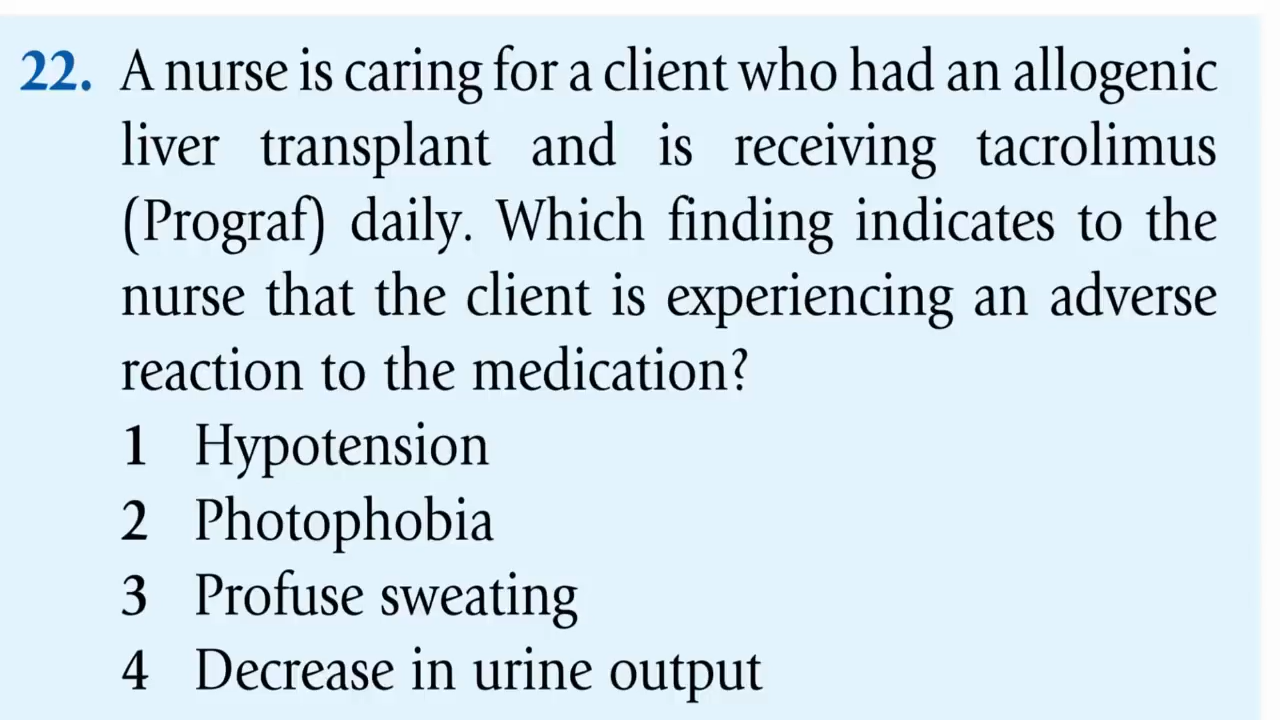 22. A nurse is caring for a client who had an allogenic
liver transplant and is receiving tacrolimus
(Prograf) daily. Which finding indicates to the
nurse that the client is experiencing an adverse
reaction to the medication?
1 Hypotension
2 Photophobia
3 Profuse sweating
4 Decrease in urine output